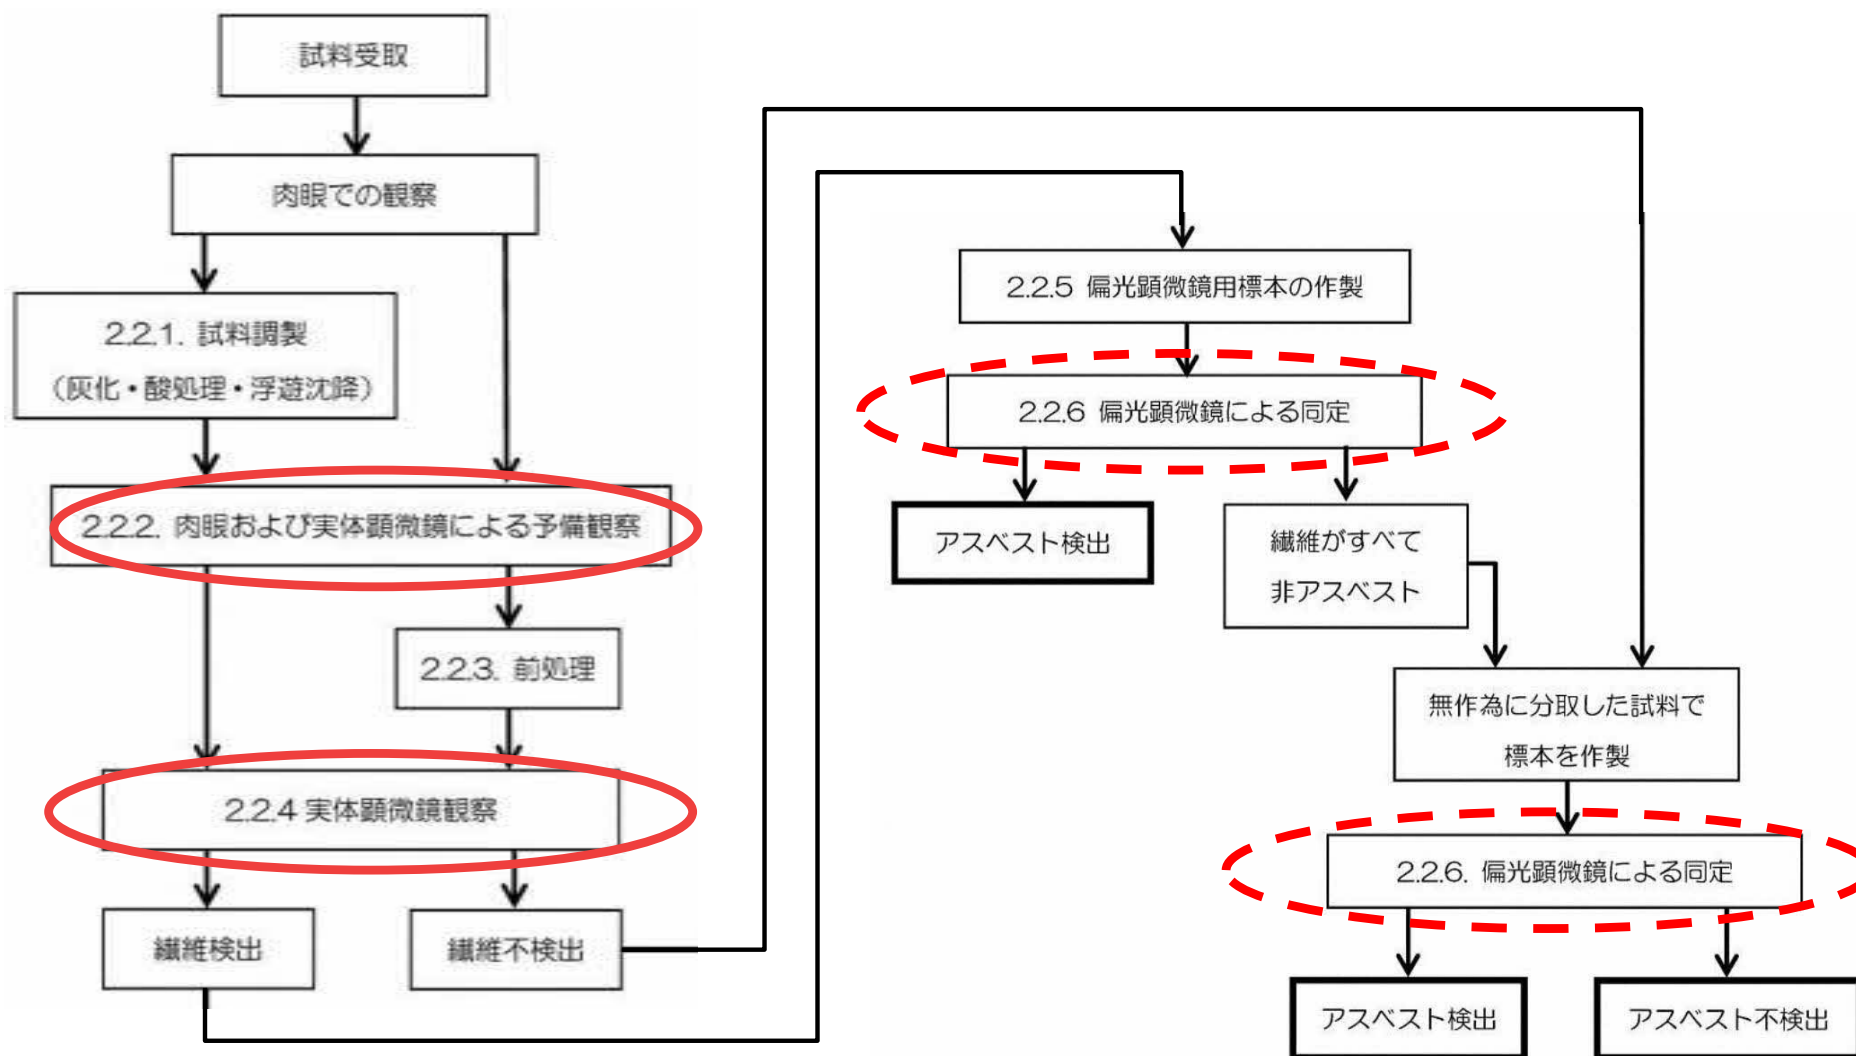 試料受取
肉眼での観察
2.2.1. 試料調製
（灰化・酸処理・浮遊沈降）
2.2.2. 肉眼および実体顕微鏡による予備観察
2.2.3. 前処理
2.2.4 実体顕微鏡観察
繊維検出
繊維不検出
2.2.5 偏光顕微鏡用標本の作製
2.2.6 偏光顕微鏡による同定
アスベスト検出
繊維がすべて
非アスベスト
無作為に分取した試料で
標本を作製
2.2.6. 偏光顕微鏡による同定
アスベスト検出
アスベスト不検出